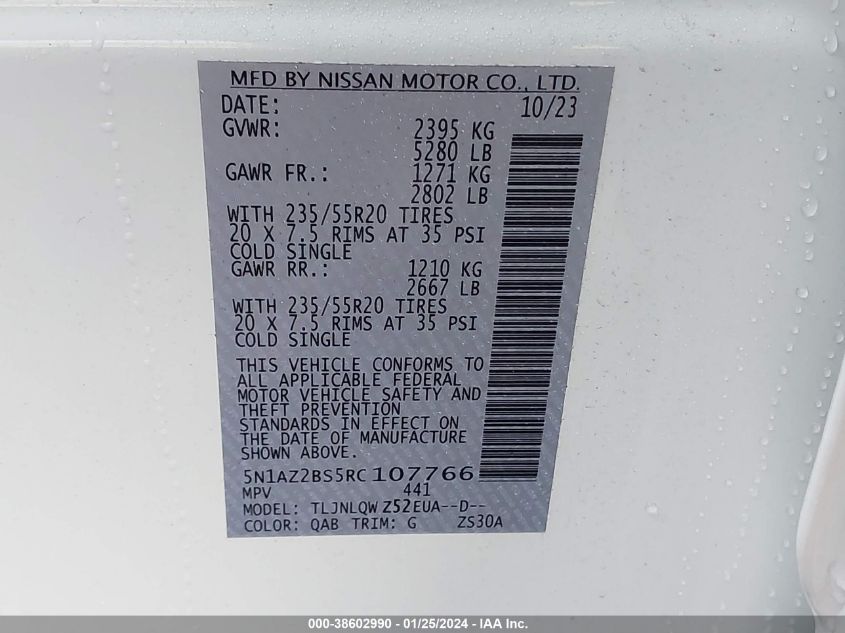 MFD BY NISSAN MOTOR CO., LTD.
DATE: 10/23
GVWR: 2395 KG
5280 LB
GAWR FR.: 1271 KG
2802 LB
WITH 235/55R20 TIRES
20 X 7.5 RIMS AT 35 PSI
COLD SINGLE
GAWR RR.: 1210 KG
2667 LB
WITH 235/55R20 TIRES
20 X 7.5 RIMS AT 35 PSI
COLD SINGLE
THIS VEHICLE CONFORMS TO
ALL APPLICABLE FEDERAL
MOTOR VEHICLE SAFETY AND
THEFT PREVENTION
STANDARDS IN EFFECT ON
THE DATE OF MANUFACTURE
SHOWN ABOVE.
5N1AZ2BS5RC107766
MPV 441
MODEL: TLJNLQW Z52EUA--D--
COLOR: QAB TRIM: G ZS30A
000-38602990 - 01/25/2024 - IAA Inc.